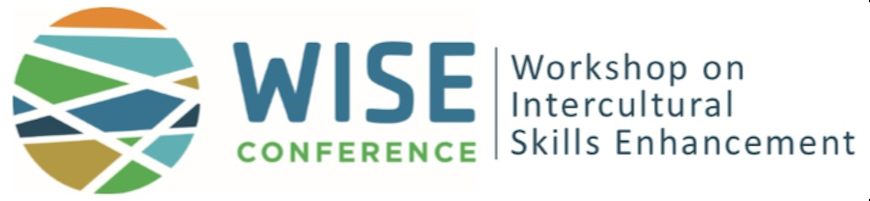 WISE
CONFERENCE
Workshop on
Intercultural
Skills Enhancement